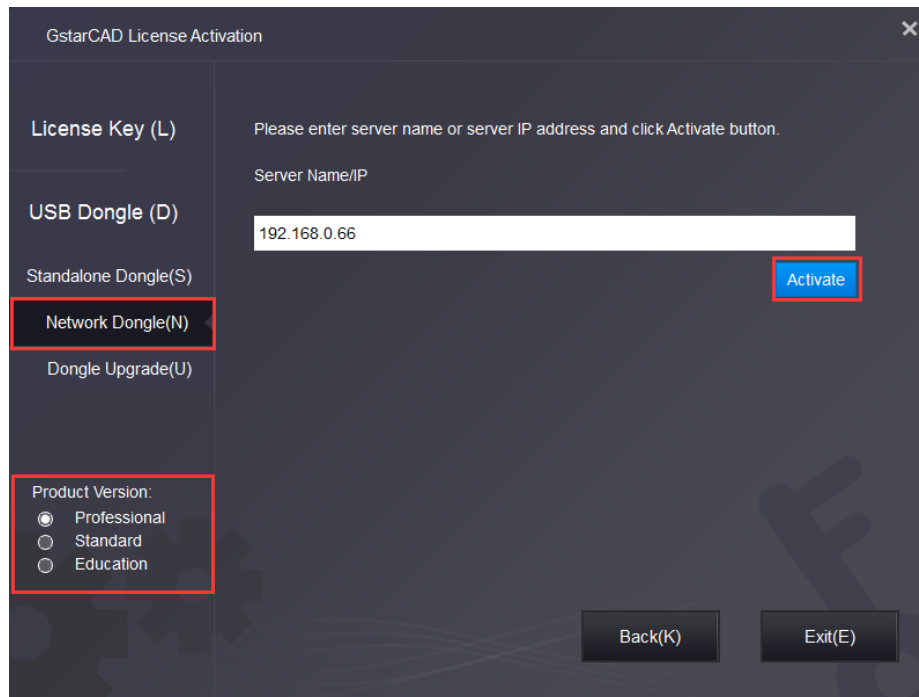 GstarCAD License Activation
License Key (L)
USB Dongle (D)
Standalone Dongle(S)
Network Dongle(N)
Dongle Upgrade(U)
Product Version:
Professional
Standard
Education
Please enter server name or server IP address and click Activate button.
Server Name/IP
192.168.0.66
Activate
Back(K)
Exit(E)